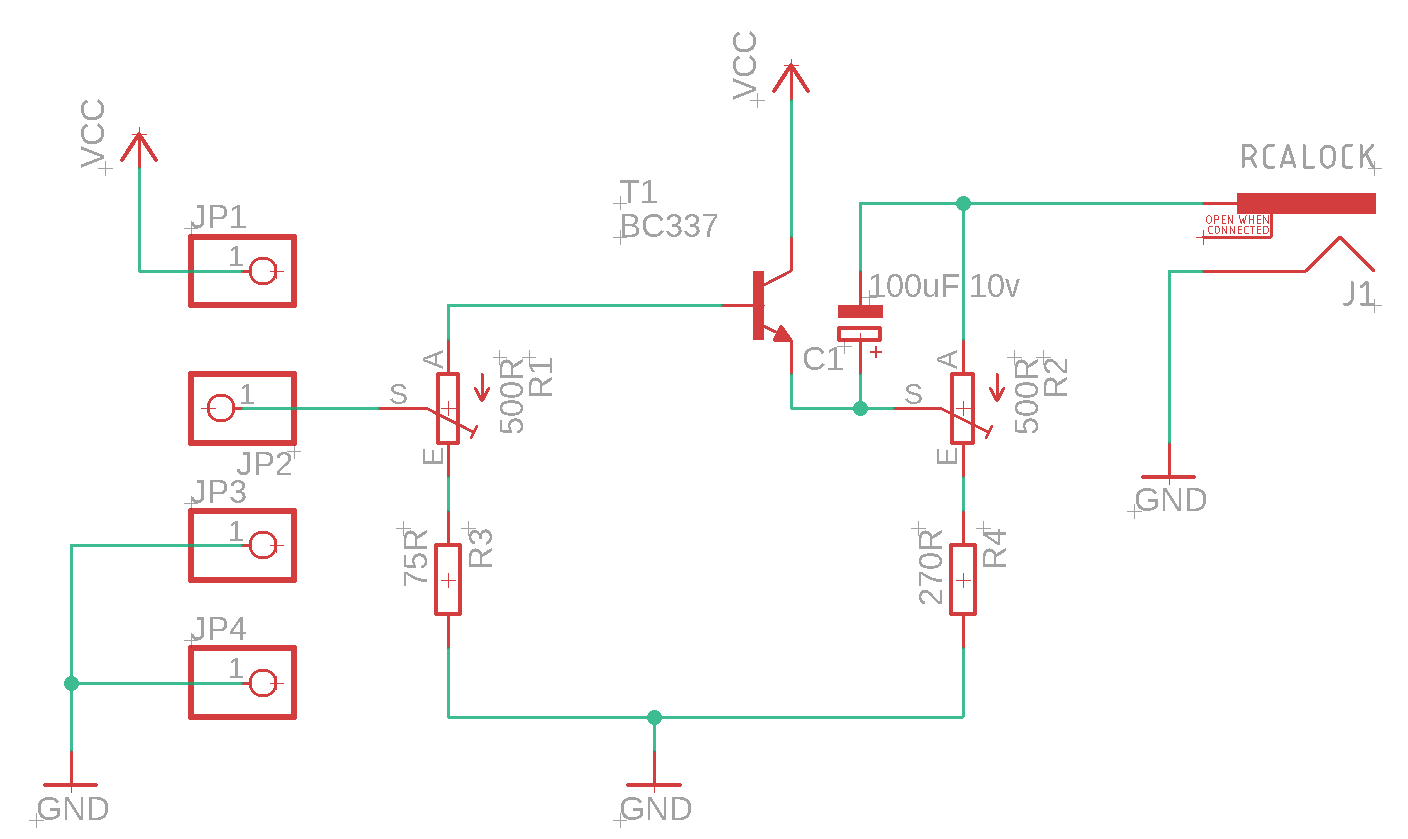 VCC
VCC
RCALOCK
T1
BC337
JP1
1
OPEN WHEN
CONNECTED
100uF 10v
J1
C1
+
A
S
E
500R
R1
A
S
E
500R
R2
1
JP2
JP3
1
75R
R3
270R
R4
GND
JP4
1
GND
GND